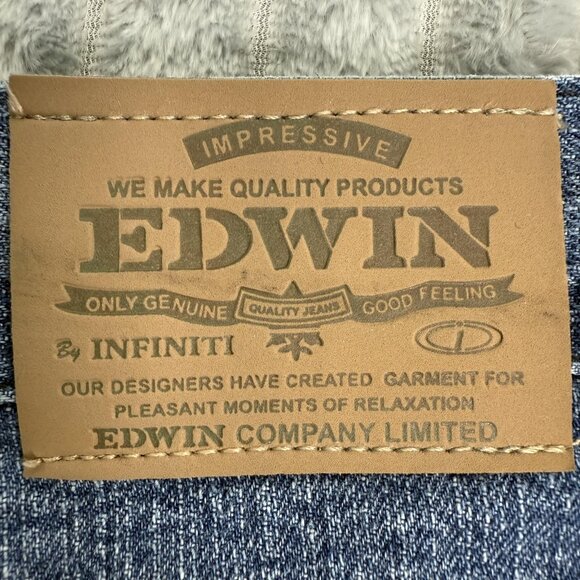 IMPRESSIVE
WE MAKE QUALITY PRODUCTS
EDWIN
ONLY GENUINE QUALITY JEANS GOOD FEELING
By INFINITI i
OUR DESIGNERS HAVE CREATED GARMENT FOR
PLEASANT MOMENTS OF RELAXATION
EDWIN COMPANY LIMITED